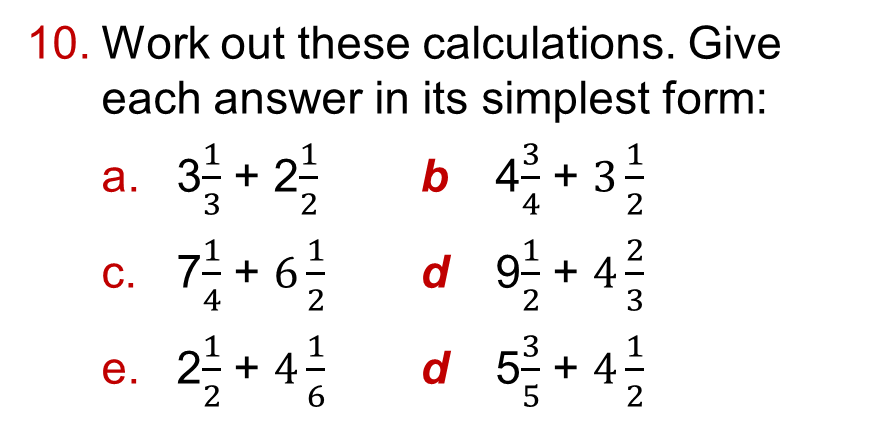 10. Work out these calculations. Give
each answer in its simplest form:
a. 3 1/3 + 2 1/2 b 4 3/4 + 3 1/2
c. 7 1/4 + 6 1/2 d 9 1/2 + 4 2/3
e. 2 1/2 + 4 1/6 d 5 3/5 + 4 1/2